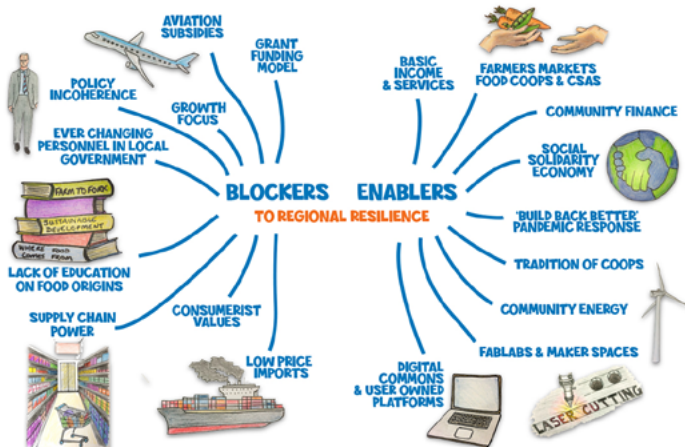 AVIATION
SUBSIDIES
GRANT
FUNDING
MODEL
POLICY
INCOHERENCE
GROWTH
FOCUS
EVER CHANGING
PERSONNEL IN LOCAL
GOVERNMENT
FARM TO FORK
SUSTAINABLE
DEVELOPMENT
WHERE FOOD
COMES FROM
LACK OF EDUCATION
ON FOOD ORIGINS
SUPPLY CHAIN
POWER
CONSUMERIST
VALUES
LOW PRICE
IMPORTS
BLOCKERS ENABLERS
TO REGIONAL RESILIENCE
BASIC
INCOME
& SERVICES
FARMERS MARKETS
FOOD COOPS & CSAS
COMMUNITY FINANCE
SOCIAL
SOLIDARITY
ECONOMY
'BUILD BACK BETTER'
PANDEMIC RESPONSE
TRADITION OF COOPS
COMMUNITY ENERGY
FABLABS & MAKER SPACES
DIGITAL
COMMONS
& USER OWNED
PLATFORMS
LASER CUTTING